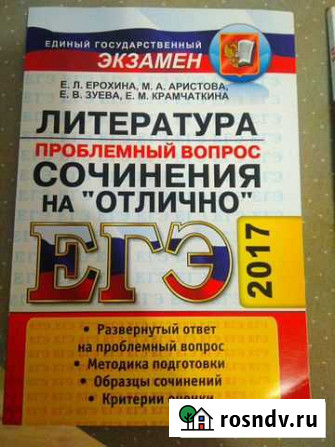 ЕДИНЫЙ ГОСУДАРСТВЕННЫЙ
ЭКЗАМЕН
Е. Л. ЕРОХИНА, М. А. АРИСТОВА,
Е. В. ЗУЕВА, Е. М. КРАМЧАТКИНА
ЛИТЕРАТУРА
ПРОБЛЕМНЫЙ ВОПРОС
СОЧИНЕНИЯ
НА "ОТЛИЧНО"
ЕГЭ
2017
• Развернутый ответ
на проблемный вопрос
• Методика подготовки
• Образцы сочинений
• Критерии оценки
rosndv.ru